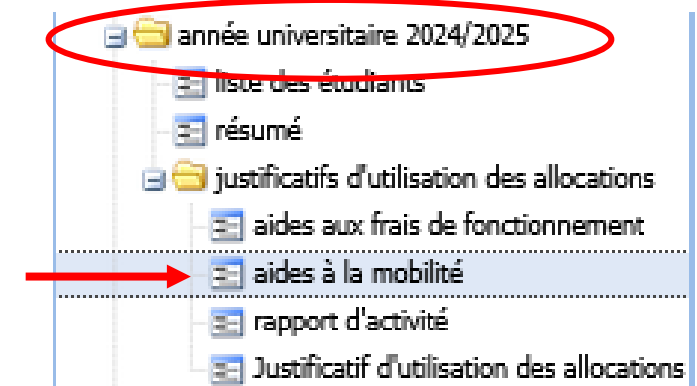 année universitaire 2024/2025
liste des étudiants
résumé
justificatifs d'utilisation des allocations
aides aux frais de fonctionnement
aides à la mobilité
rapport d'activité
Justificatif d'utilisation des allocations